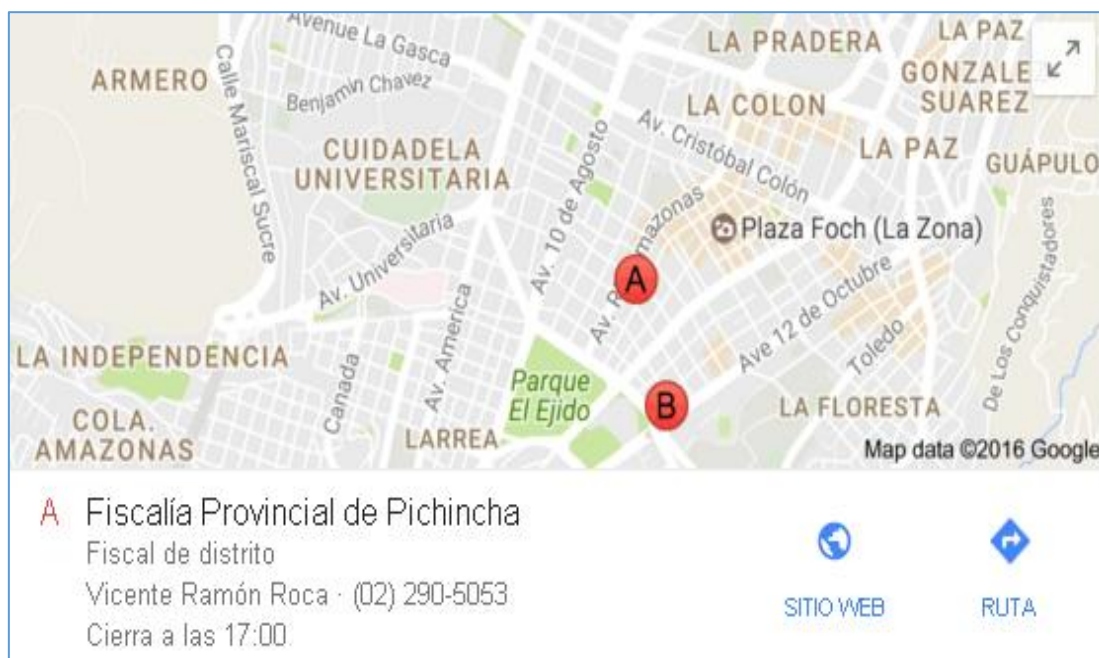 Avenue La Gasca
LA PRADERA
LA PAZ
Calle Mariscal Sucre
ARMERO
Benjamin Chavez
LA COLON
GONZALE
SUAREZ
Av. Cristóbal Colón
CUIDADELA
UNIVERSITARIA
LA PAZ
GUÁPULO
Av. 10 de Agosto
mazonas
Plaza Foch (La Zona)
Av. Universitaria
A
Av. R
Ave 12 de Octubre
De Los Conquistadores
LA INDEPENDENCIA
Av. America
Toledo
Canada
Parque
El Ejido
B
COLA.
AMAZONAS
LARREA
LA FLORESTA
Map data ©2016 Google
A Fiscalía Provincial de Pichincha
Fiscal de distrito
Vicente Ramón Roca · (02) 290-5053
Cierra a las 17:00.
SITIO WEB
RUTA